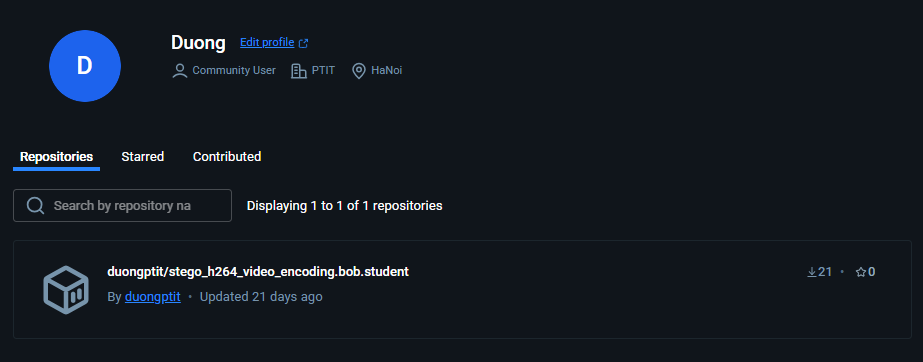 D
Duong Edit profile
Community User PTIT HaNoi
Repositories Starred Contributed
Search by repository na Displaying 1 to 1 of 1 repositories
duongptit/stego_h264_video_encoding.bob.student 21 • 0
By duongptit • Updated 21 days ago